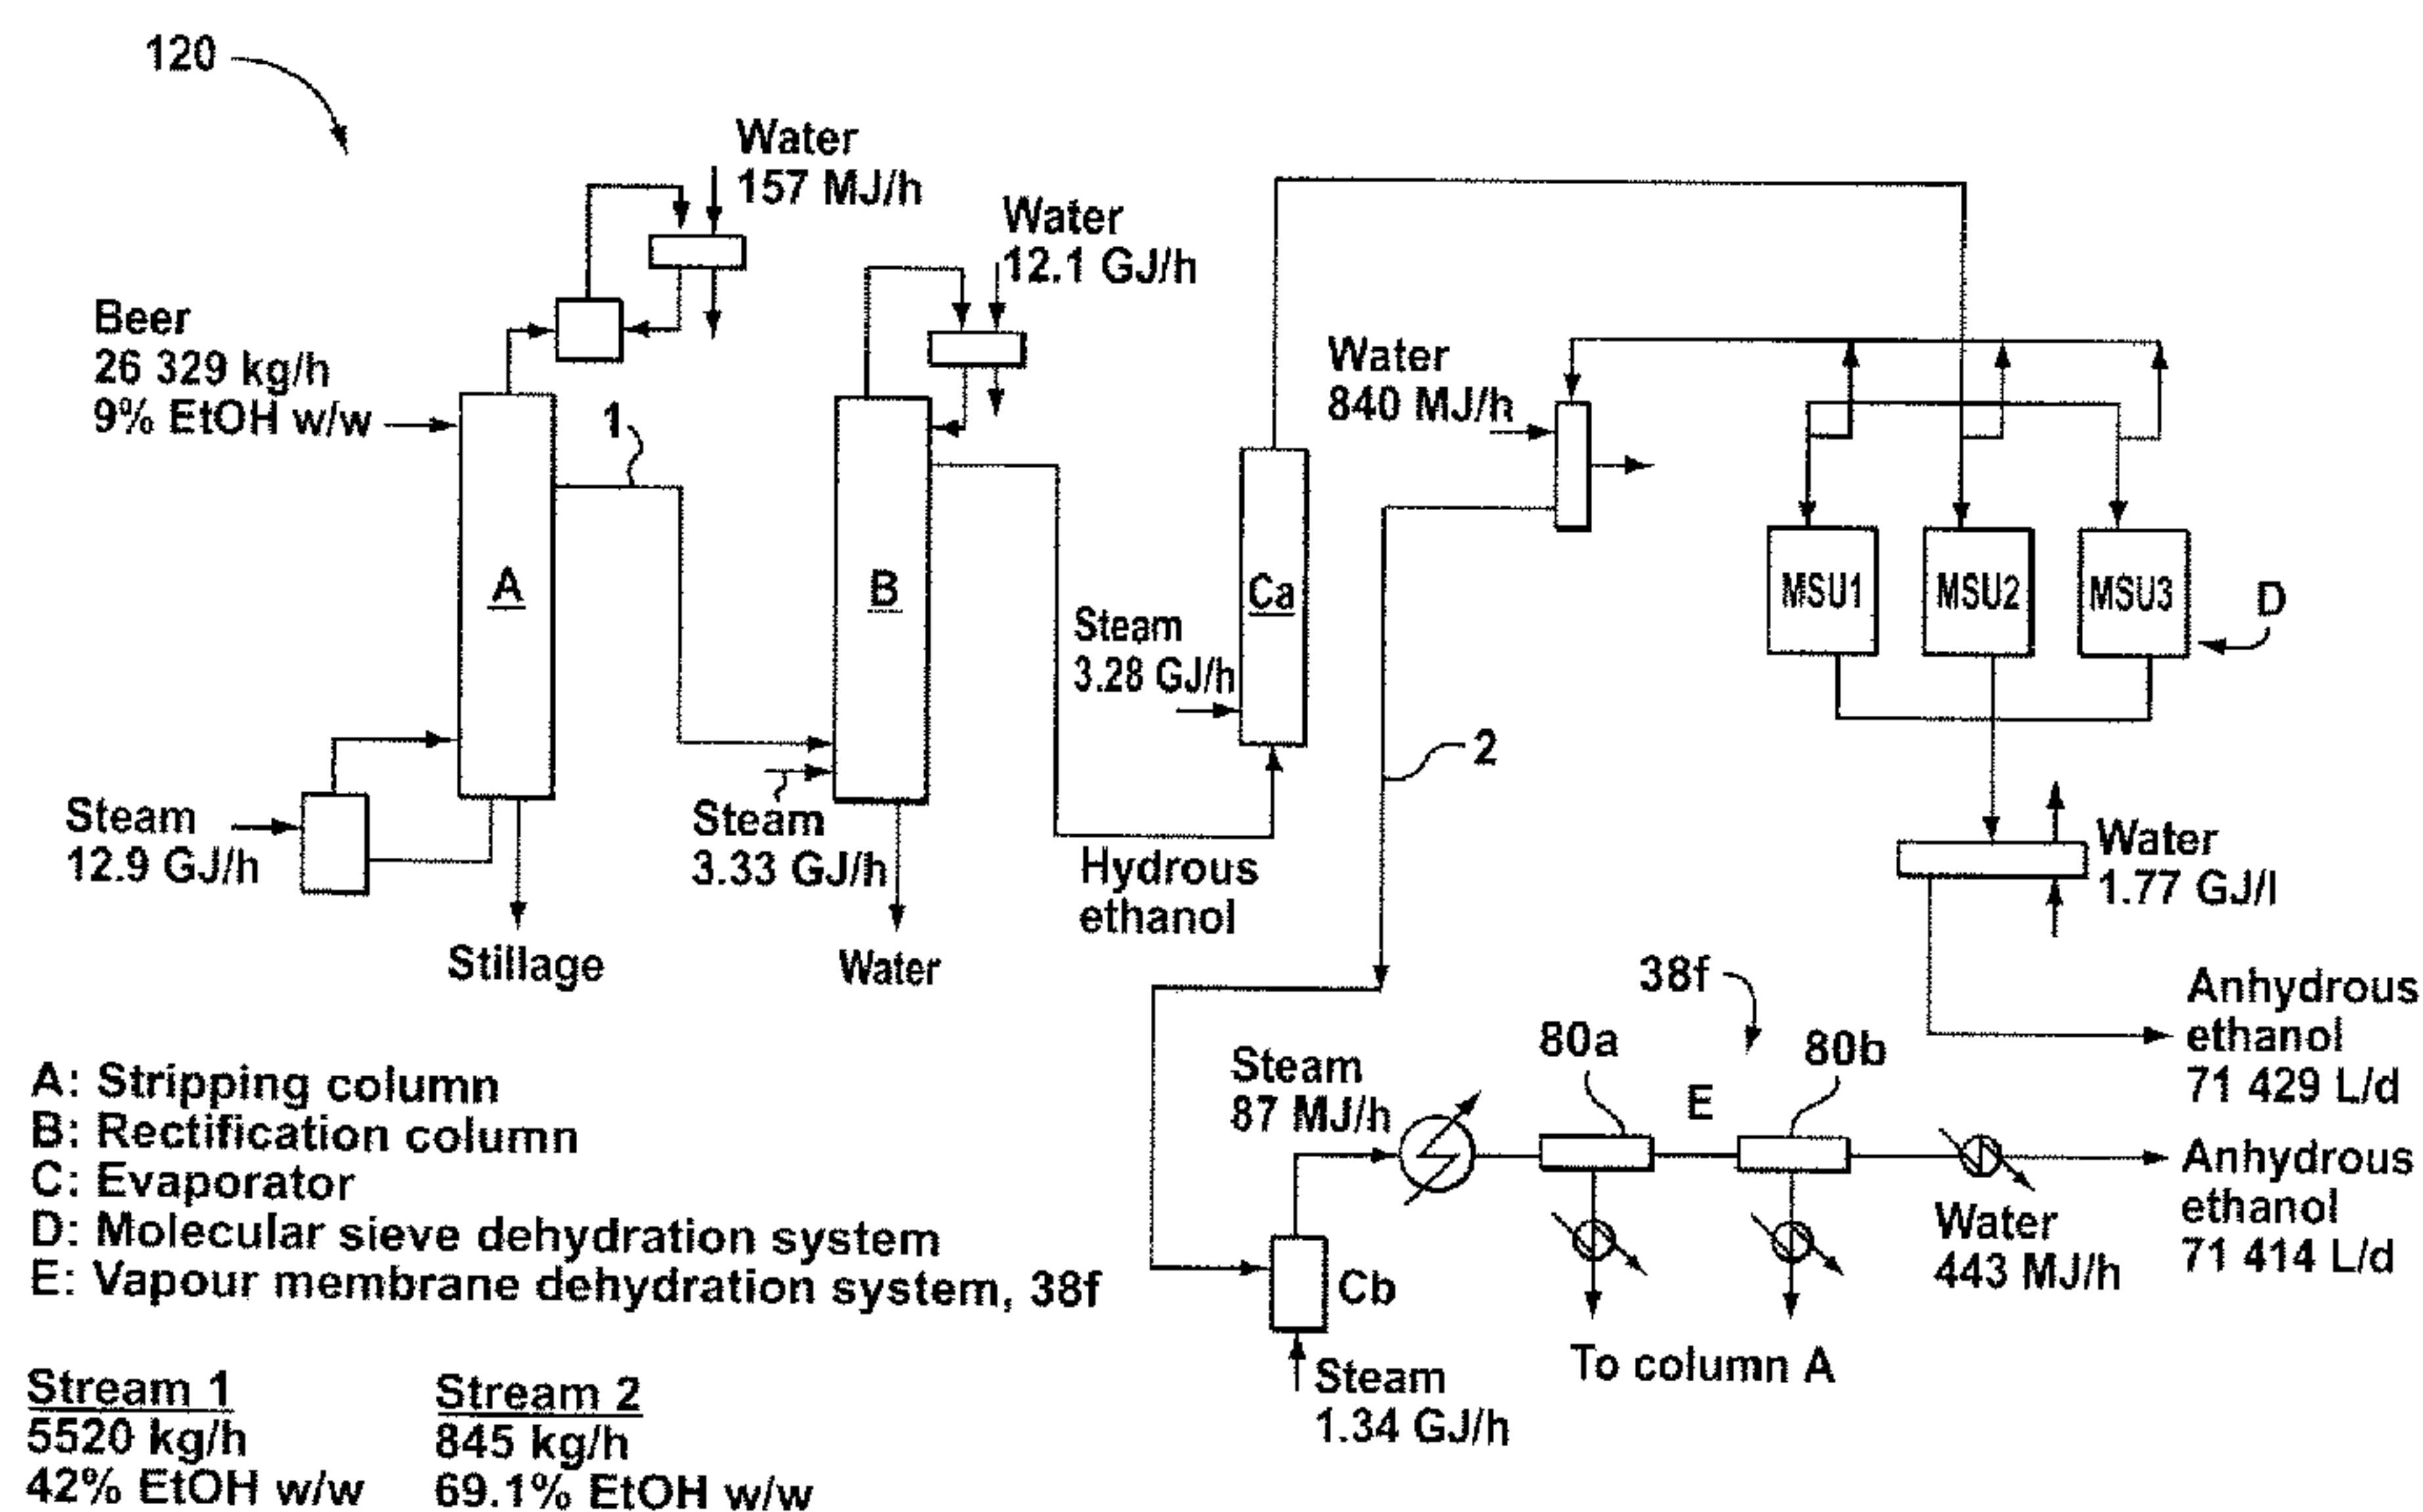 120
Water
157 MJ/h
Water
12.1 GJ/h
Beer
26 329 kg/h
9% EtOH w/w
1
Water
840 MJ/h
A
B
Ca
MSU1
MSU2
MSU3
D
Steam
3.28 GJ/h
2
Steam
12.9 GJ/h
Steam
3.33 GJ/h
Hydrous
ethanol
Water
1.77 GJ/l
Stillage
Water
38f
Anhydrous
ethanol
71 429 L/d
80a
80b
E
Steam
87 MJ/h
Anhydrous
ethanol
71 414 L/d
Water
443 MJ/h
Cb
To column A
Steam
1.34 GJ/h
A: Stripping column
B: Rectification column
C: Evaporator
D: Molecular sieve dehydration system
E: Vapour membrane dehydration system, 38f
Stream 1
5520 kg/h
42% EtOH w/w
Stream 2
845 kg/h
69.1% EtOH w/w